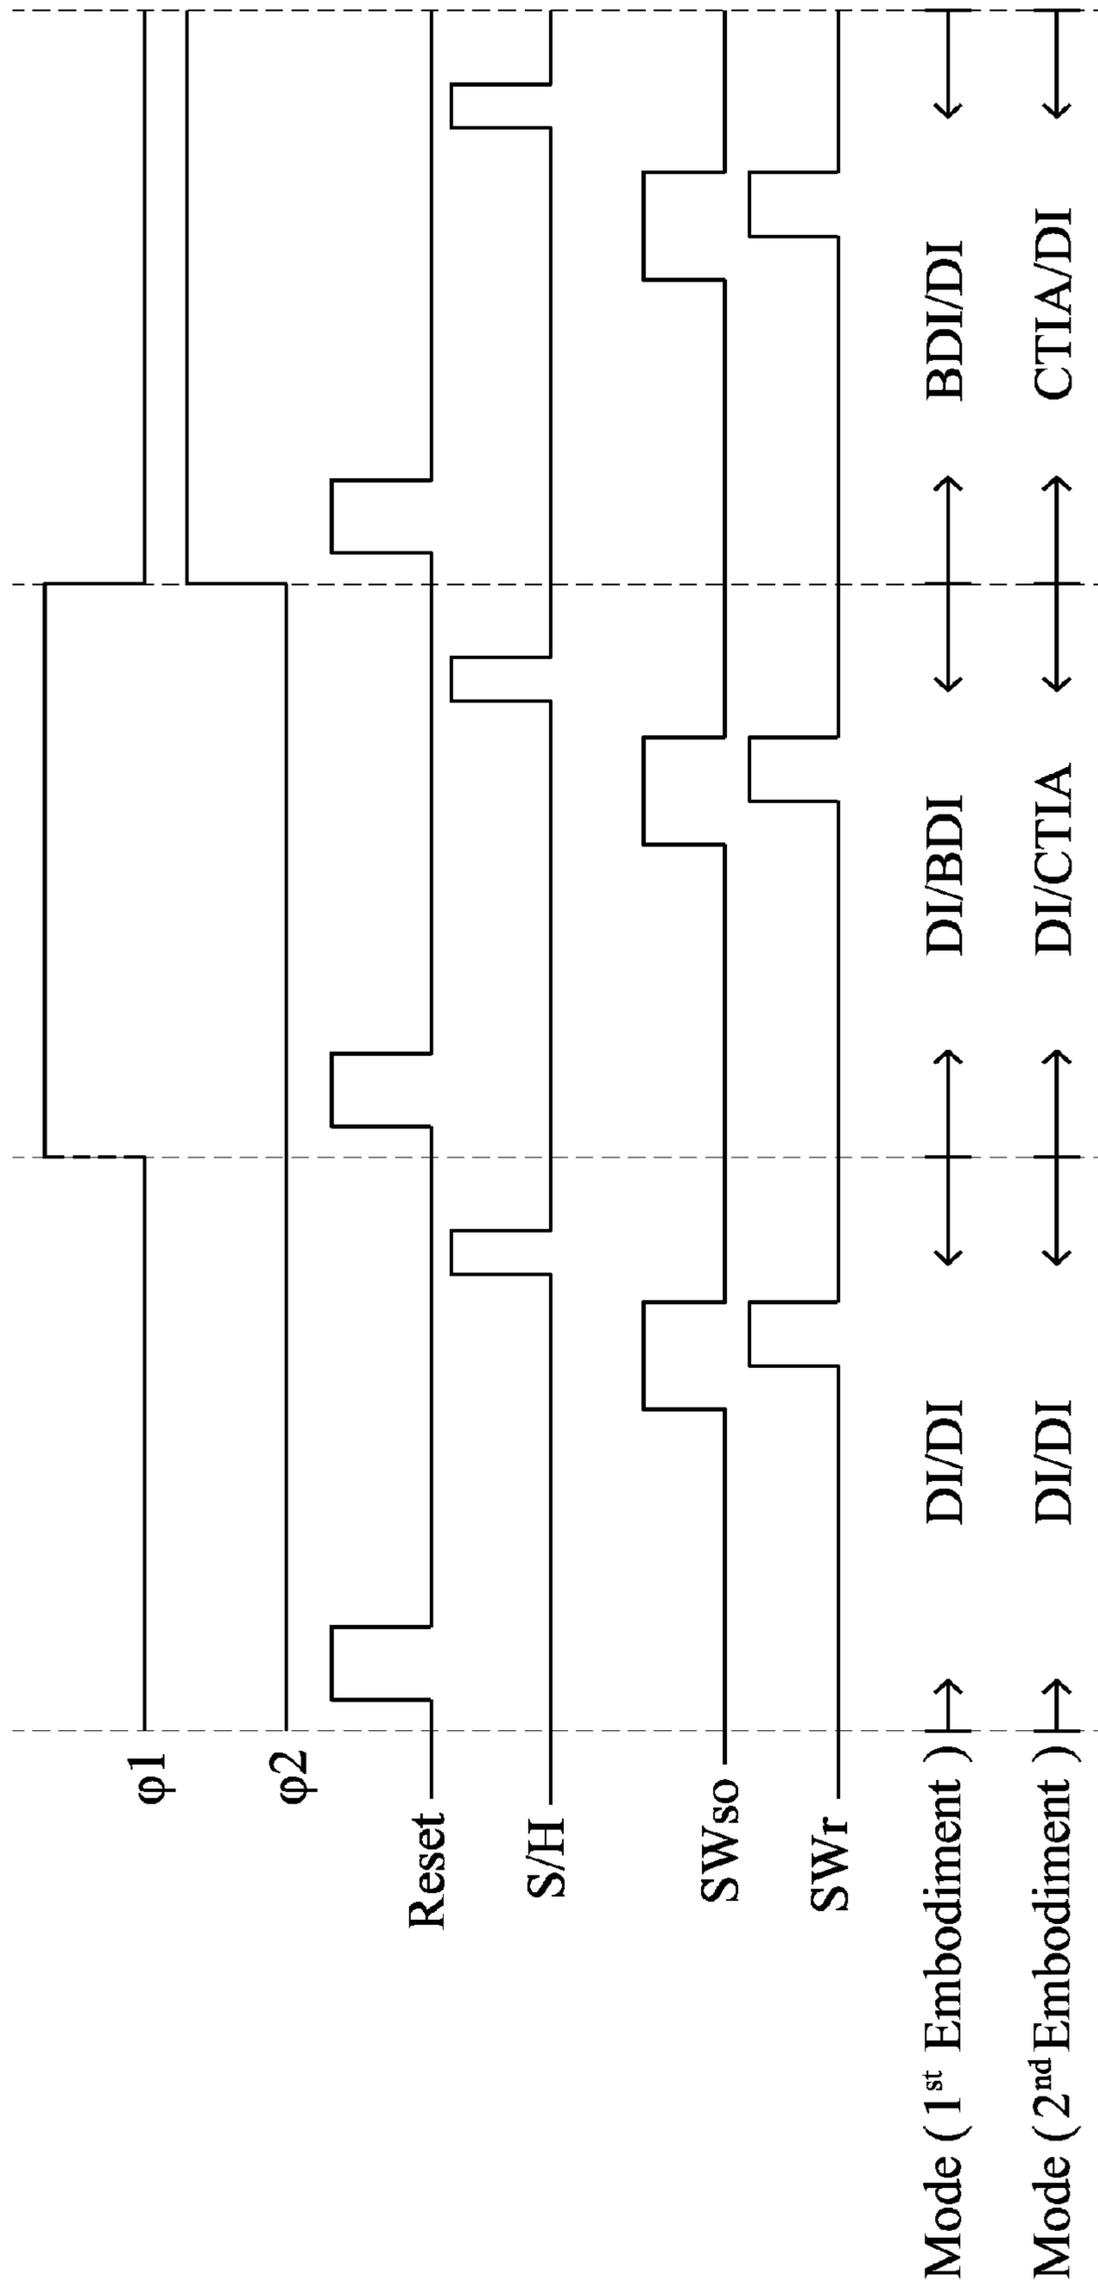 φ1
φ2
Reset
S/H
SWso
SWr
Mode ( 1st Embodiment ) DI/DI DI/BDI BDI/DI
Mode ( 2nd Embodiment ) DI/DI DI/CTIA CTIA/DI